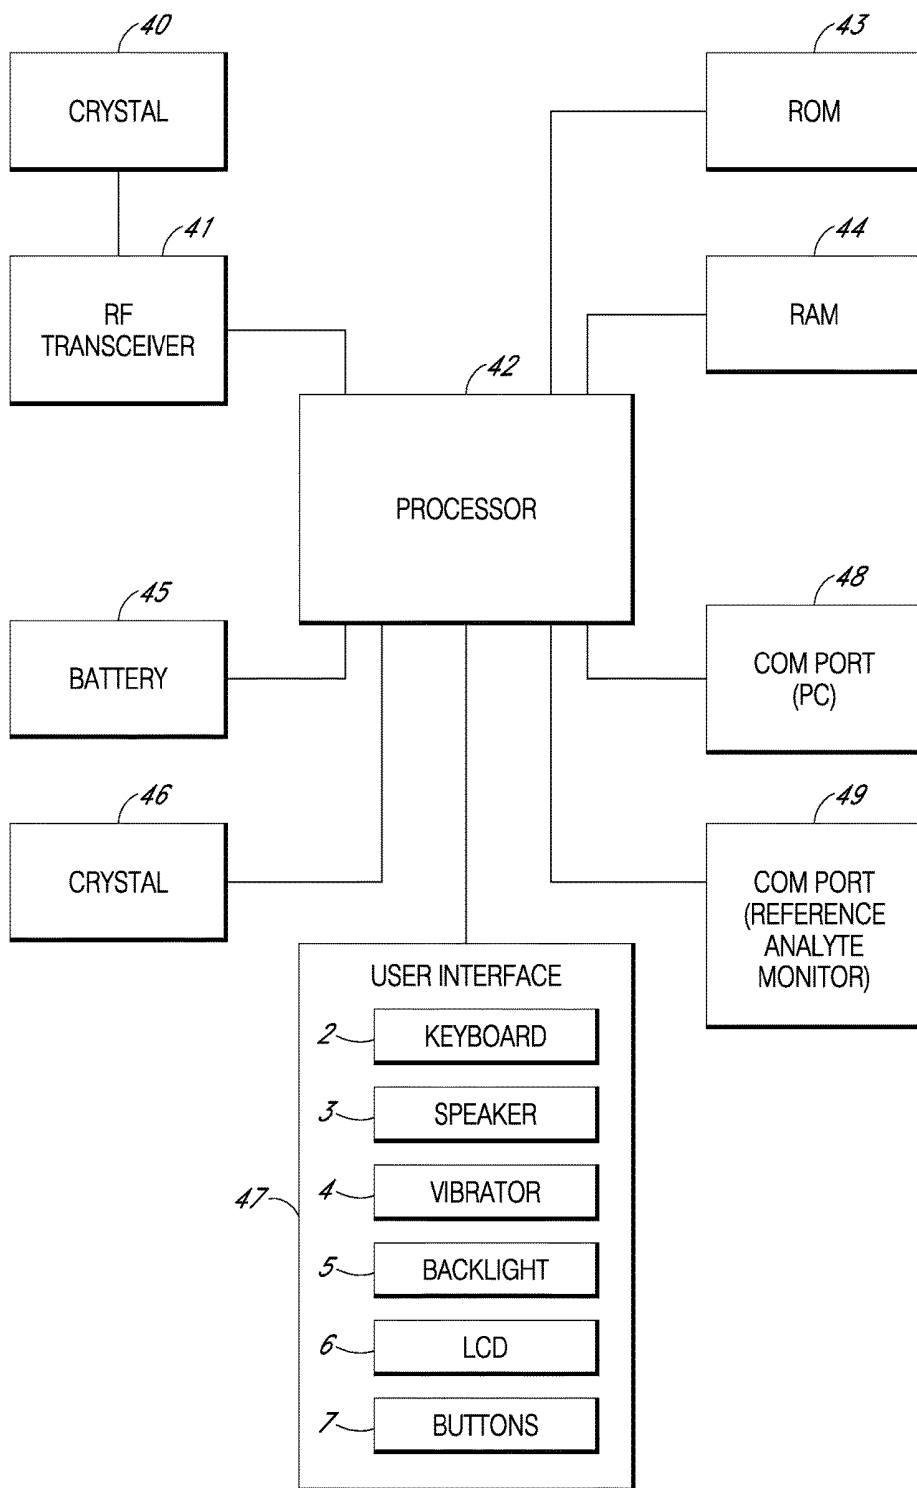 40
CRYSTAL
43
ROM
41
RF
TRANSCEIVER
44
RAM
42
PROCESSOR
45
BATTERY
48
COM PORT
(PC)
46
CRYSTAL
49
COM PORT
(REFERENCE
ANALYTE
MONITOR)
47
USER INTERFACE
2 KEYBOARD
3 SPEAKER
4 VIBRATOR
5 BACKLIGHT
6 LCD
7 BUTTONS